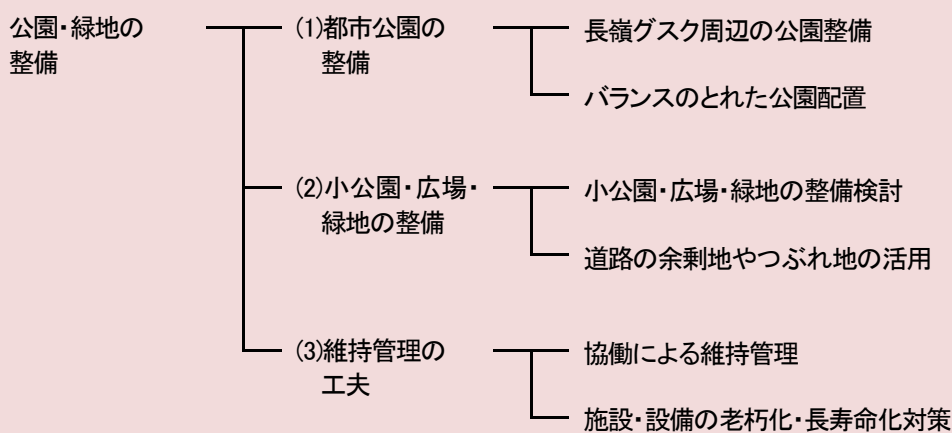 公園・緑地の
整備
(1)都市公園の
整備
長嶺グスク周辺の公園整備
バランスのとれた公園配置
(2)小公園・広場・
緑地の整備
小公園・広場・緑地の整備検討
道路の余剰地やつぶれ地の活用
(3)維持管理の
工夫
協働による維持管理
施設・設備の老朽化・長寿命化対策